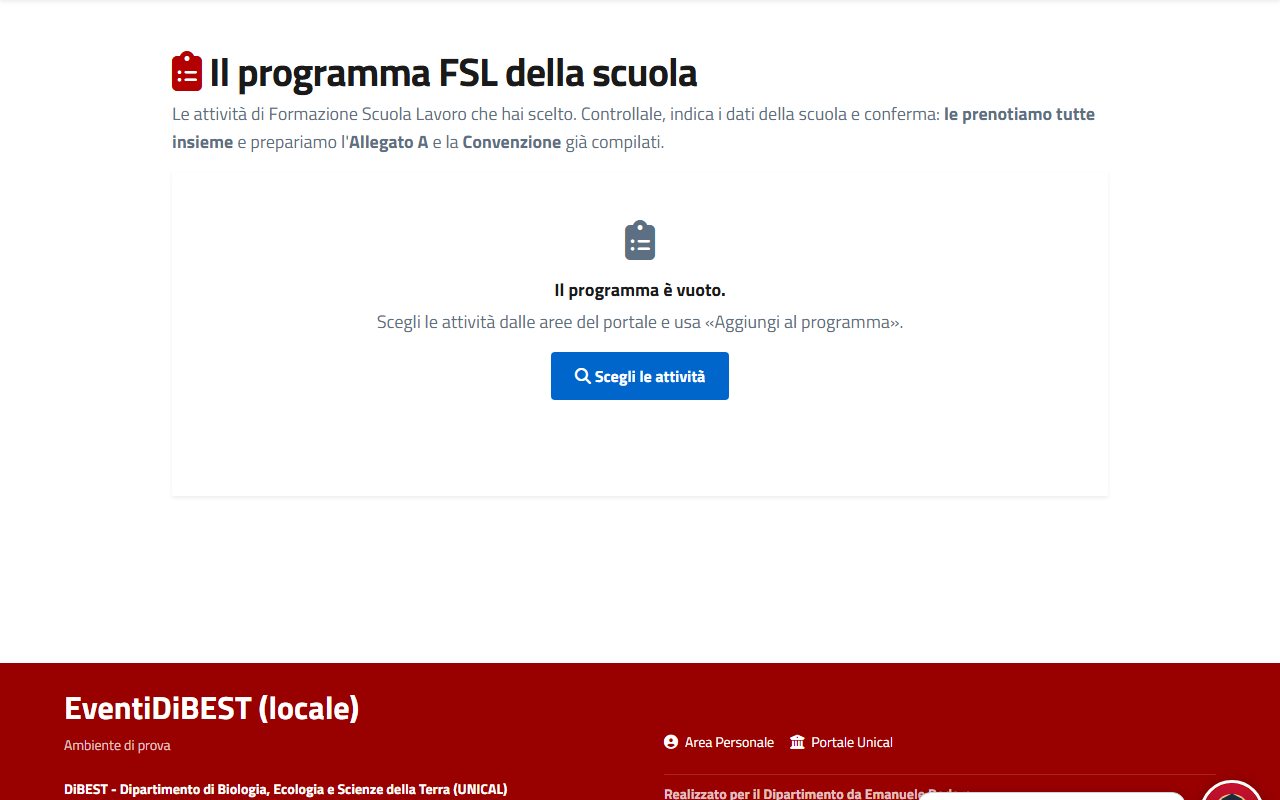 Il programma FSL della scuola
Le attività di Formazione Scuola Lavoro che hai scelto. Controllale, indica i dati della scuola e conferma: le prenotiamo tutte
insieme e prepariamo l'Allegato A e la Convenzione già compilati.
Il programma è vuoto.
Scegli le attività dalle aree del portale e usa «Aggiungi al programma».
Scegli le attività
EventiDiBEST (locale)
Ambiente di prova
Area Personale Portale Unical
DiBEST - Dipartimento di Biologia, Ecologia e Scienze della Terra (UNICAL)
Realizzato per il Dipartimento da Emanuele